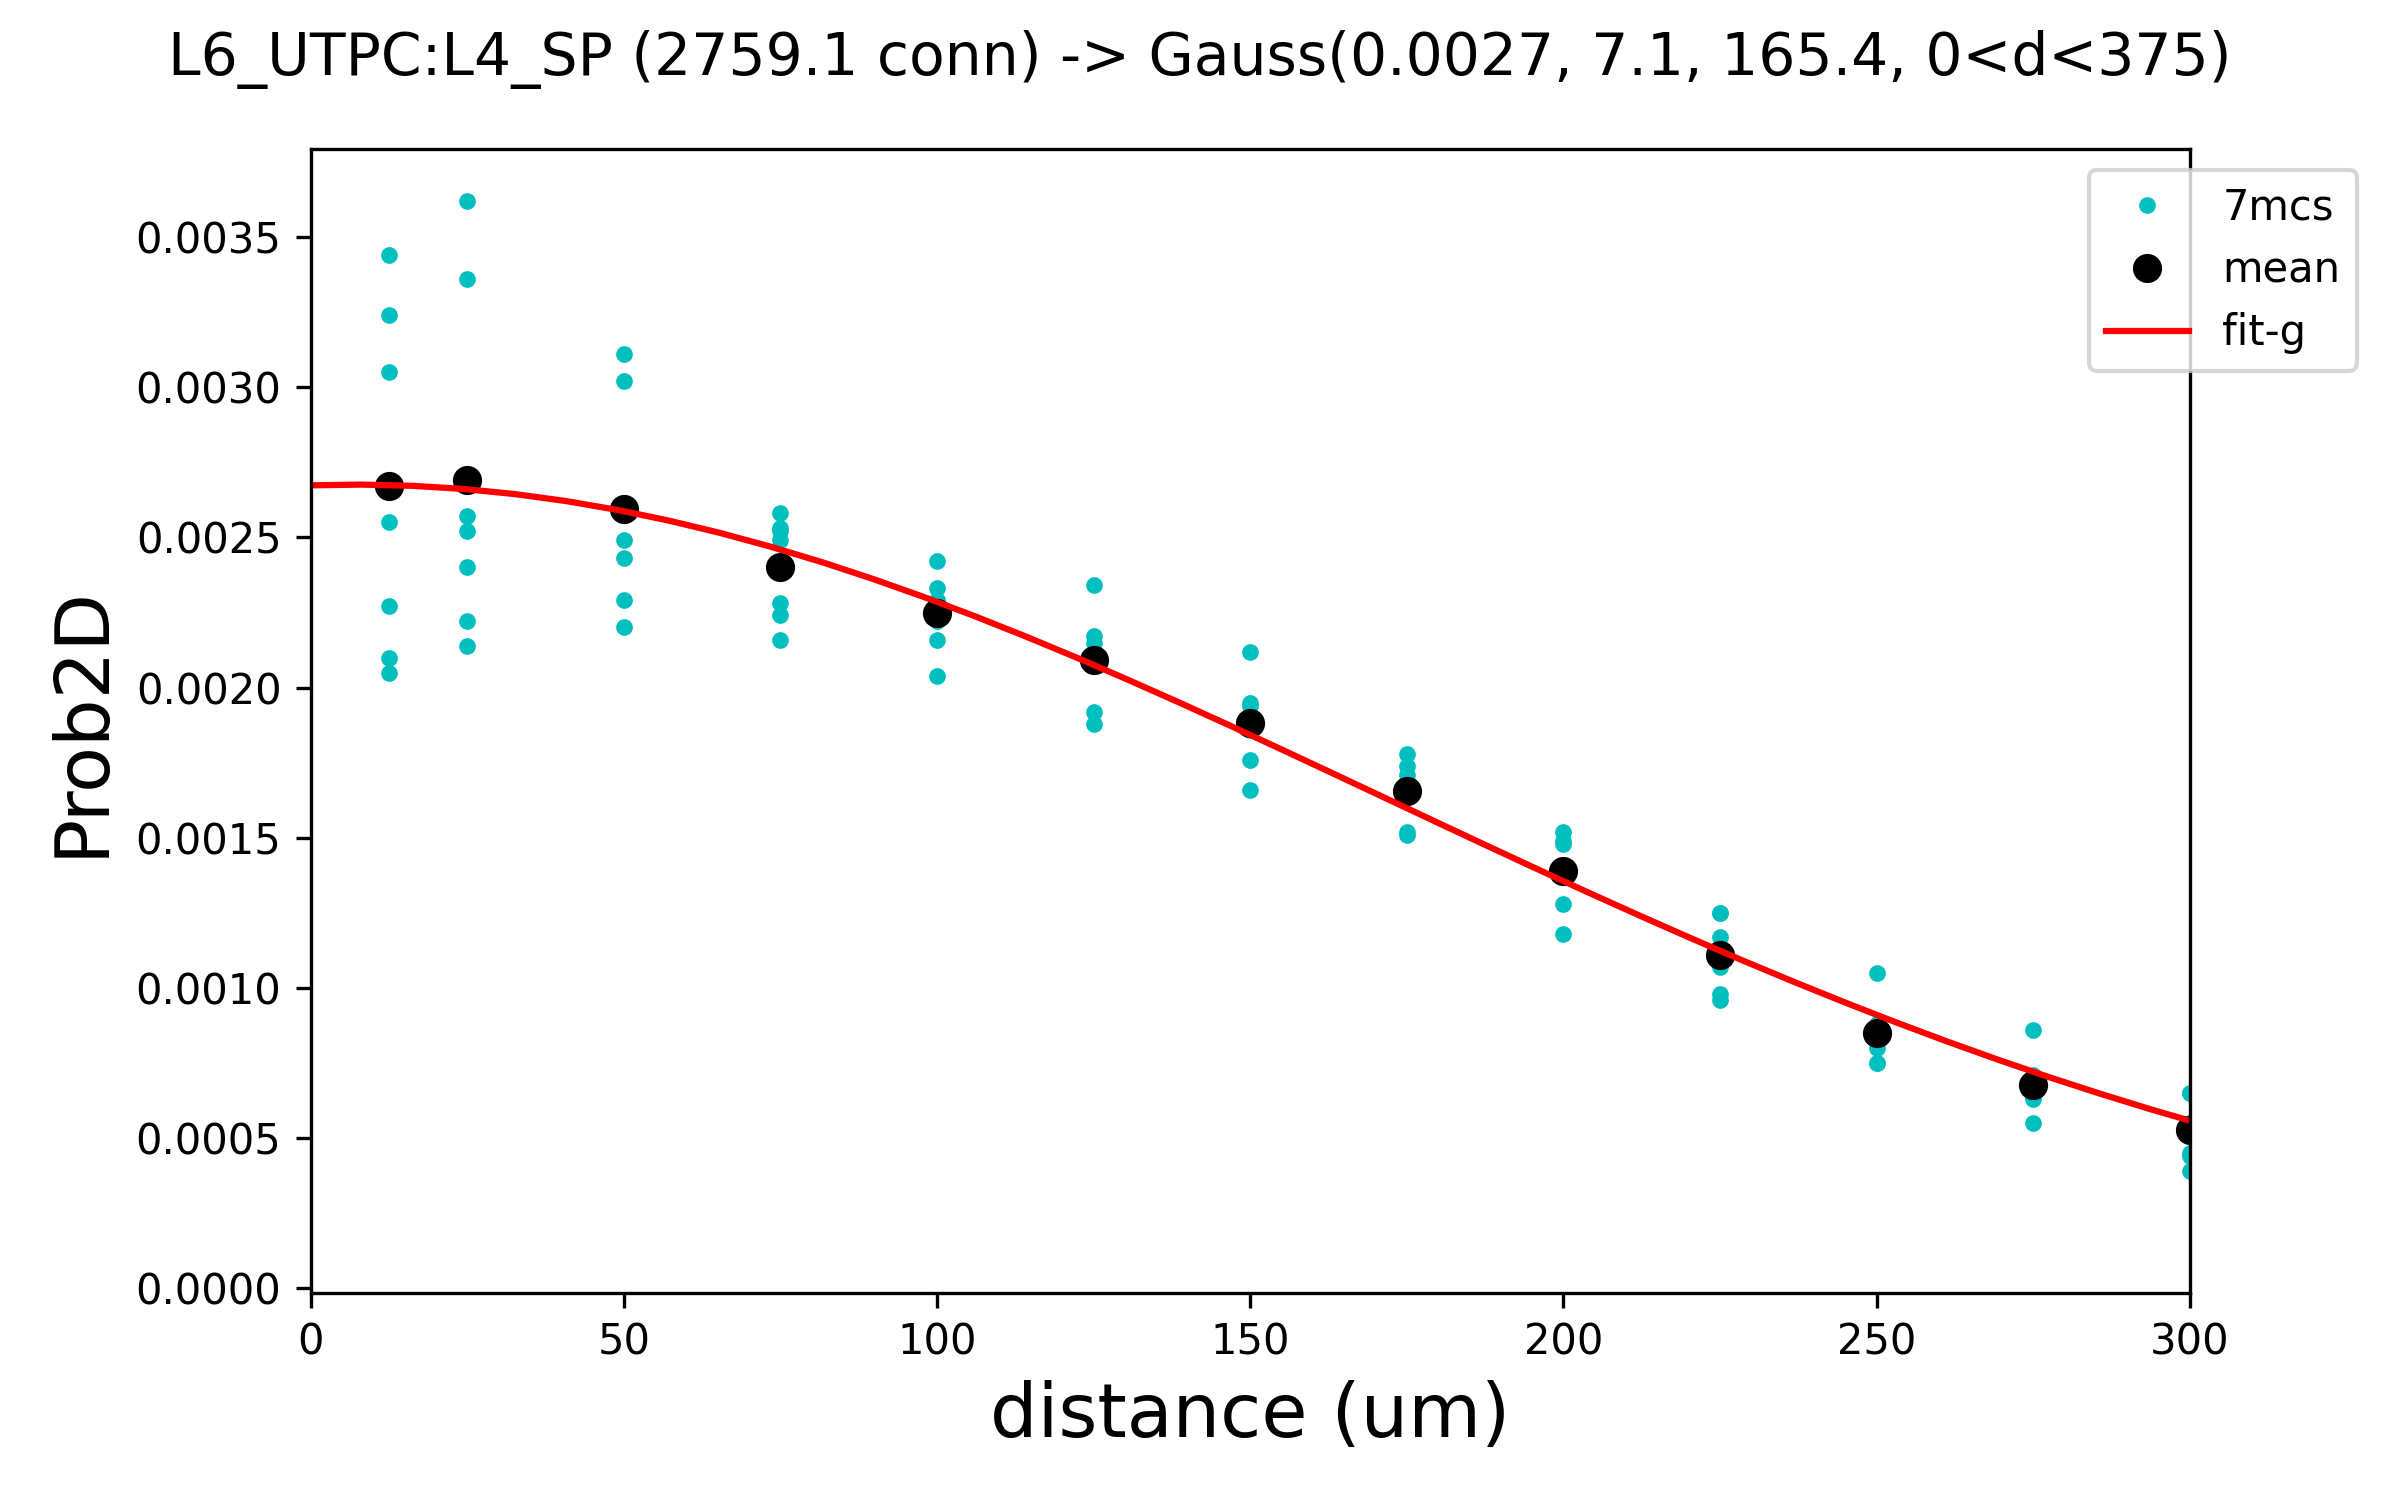 L6_UTPC:L4_SP (2759.1 conn) -> Gauss(0.0027, 7.1, 165.4, 0<d<375)
7mcs
mean
fit-g
Prob2D
0.0035
0.0030
0.0025
0.0020
0.0015
0.0010
0.0005
0.0000
0 50 100 150 200 250 300
distance (um)